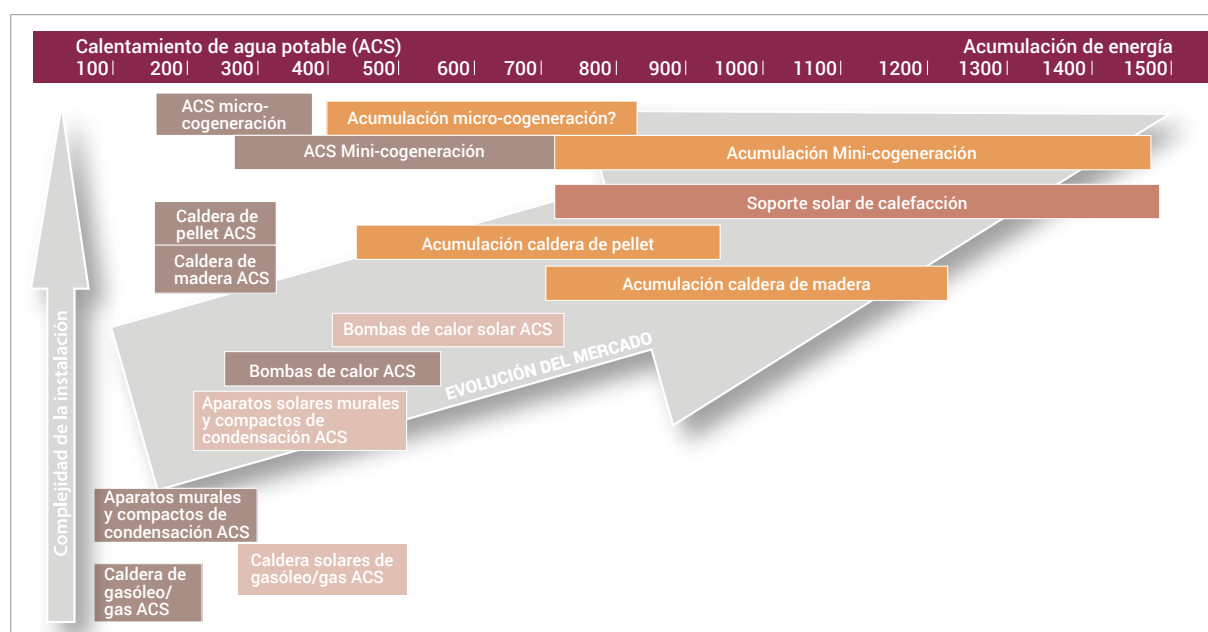 Calentamiento de agua potable (ACS)
Acumulación de energía
100 200 300 400 500 600 700 800 900 1000 1100 1200 1300 1400 1500
ACS micro-
cogeneración
Acumulación micro-cogeneración?
ACS Mini-cogeneración
Acumulación Mini-cogeneración
Soporte solar de calefacción
Caldera de
pellet ACS
Acumulación caldera de pellet
Caldera de
madera ACS
Acumulación caldera de madera
Bombas de calor solar ACS
Bombas de calor ACS
EVOLUCIÓN DEL MERCADO
Aparatos solares murales
y compactos de
condensación ACS
Complejidad de la instalación
Aparatos murales
y compactos de
condensación ACS
Caldera solares de
gasóleo/gas ACS
Caldera de
gasóleo/
gas ACS